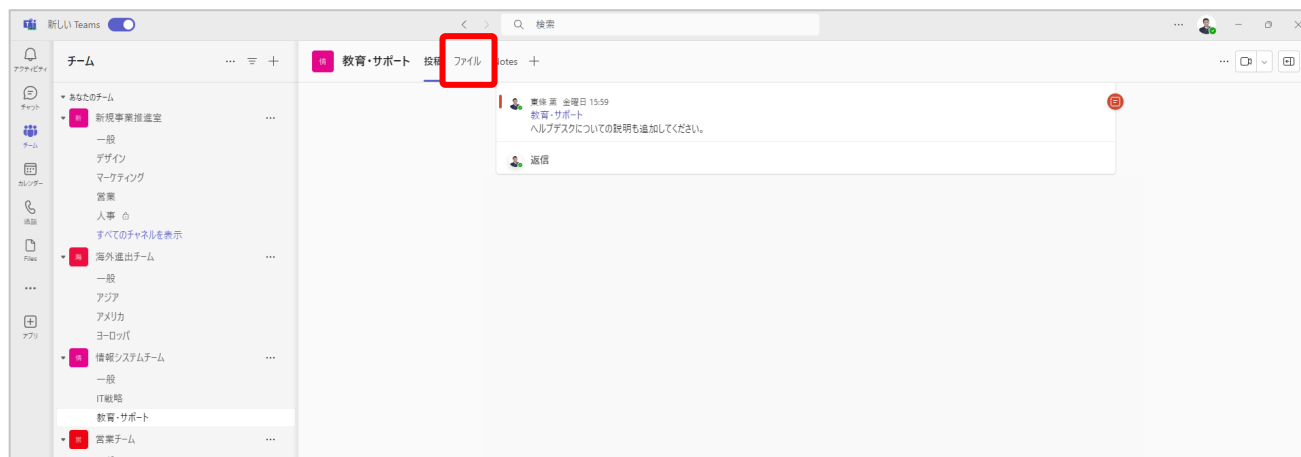 新しい Teams
検索
アクティビティ
チャット
チーム
カレンダー
通話
Files
アプリ
チーム
あなたのチーム
新 新規事業推進室
一般
デザイン
マーケティング
営業
人事
すべてのチャネルを表示
海 海外進出チーム
一般
アジア
アメリカ
ヨーロッパ
情 情報システムチーム
一般
IT戦略
教育・サポート
営業チーム
情 教育・サポート 投稿 ファイル Notes
東條 薫 金曜日 15:59
教育・サポート
ヘルプデスクについての説明も追加してください。
返信